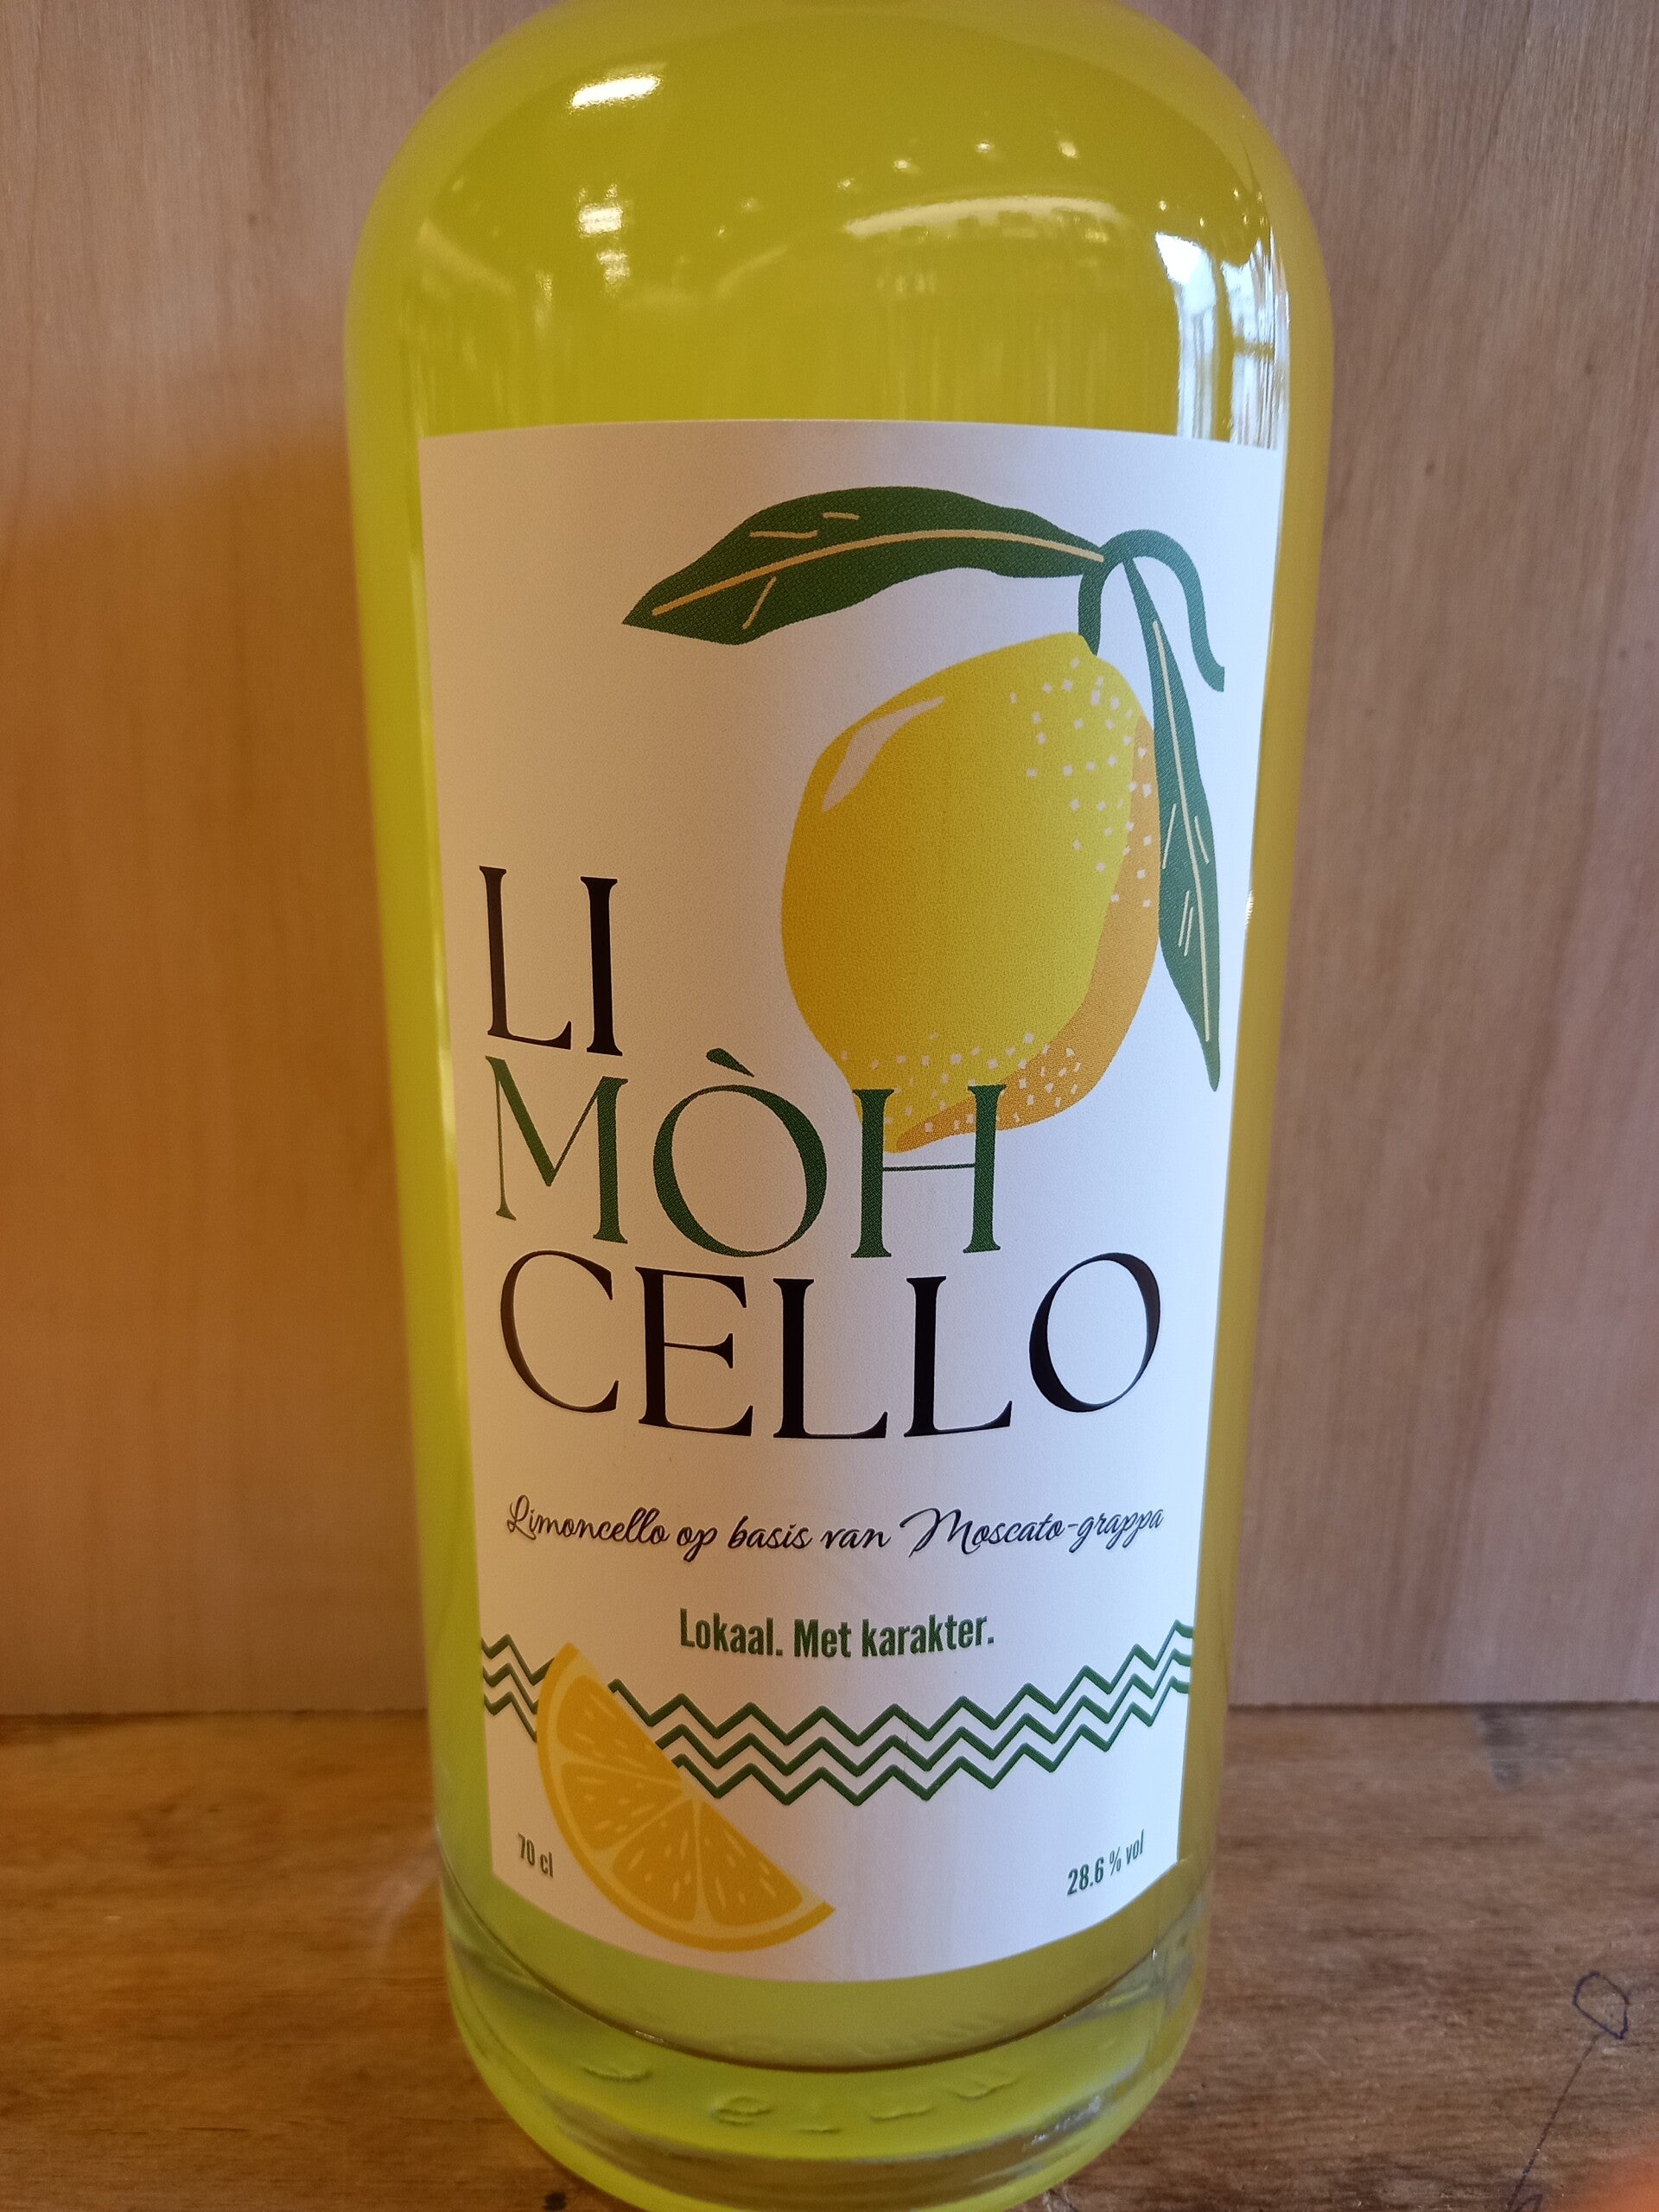 LI
MÒH
CELLO
Limoncello op basis van Moscato-grappa
Lokaal. Met karakter.
70 cl
28.6 % vol